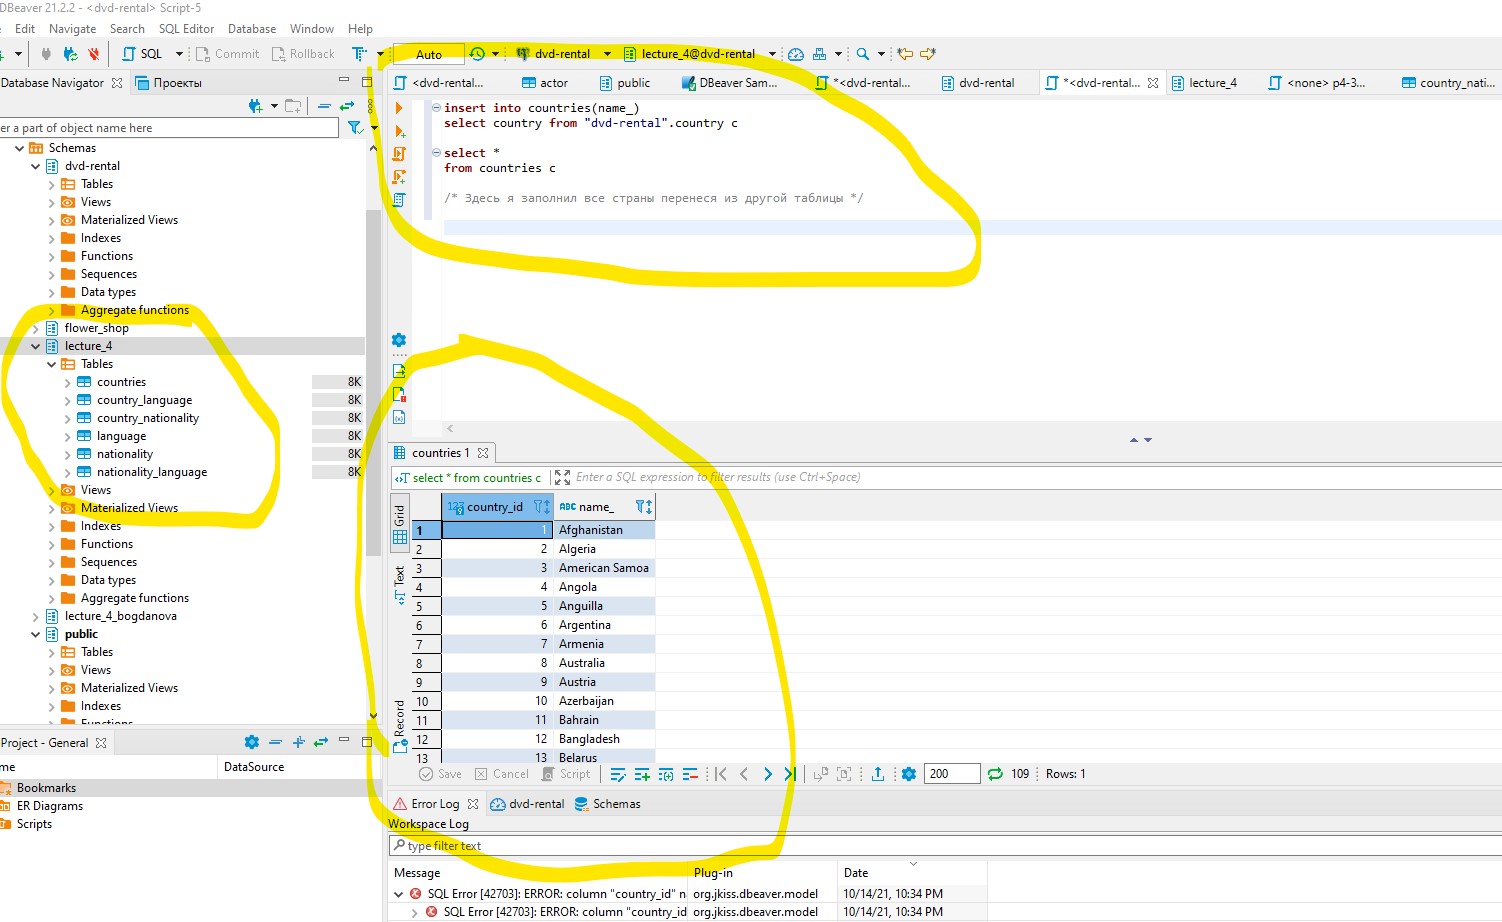 DBeaver 21.2.2 - <dvd-rental> Script-5
Edit Navigate Search SQL Editor Database Window Help
SQL Commit Rollback Auto dvd-rental lecture_4@dvd-rental
Database Navigator Проекты
<dvd-rental... actor public DBeaver Sam... *<dvd-rental... dvd-rental *<dvd-rental... lecture_4 <none> p4-3... country_nati...
er a part of object name here
Schemas
dvd-rental
Tables
Views
Materialized Views
Indexes
Functions
Sequences
Data types
Aggregate functions
flower_shop
lecture_4
Tables
countries 8K
country_language 8K
country_nationality 8K
language 8K
nationality 8K
nationality_language 8K
Views
Materialized Views
Indexes
Functions
Sequences
Data types
Aggregate functions
lecture_4_bogdanova
public
Tables
Views
Materialized Views
Indexes
Functions
Project - General
me DataSource
Bookmarks
ER Diagrams
Scripts
insert into countries(name_)
select country from "dvd-rental".country c
select *
from countries c
/* Здесь я заполнил все страны перенеся из другой таблицы */
countries 1
select * from countries c Enter a SQL expression to filter results (use Ctrl+Space)
Grid
Text
Record
123 country_id ABC name_
1 1 Afghanistan
2 2 Algeria
3 3 American Samoa
4 4 Angola
5 5 Anguilla
6 6 Argentina
7 7 Armenia
8 8 Australia
9 9 Austria
10 10 Azerbaijan
11 11 Bahrain
12 12 Bangladesh
13 13 Belarus
Save Cancel Script 200 109 Rows: 1
Error Log dvd-rental Schemas
Workspace Log
type filter text
Message Plug-in Date
SQL Error [42703]: ERROR: column "country_id" n org.jkiss.dbeaver.model 10/14/21, 10:34 PM
SQL Error [42703]: ERROR: column "country_id org.jkiss.dbeaver.model 10/14/21, 10:34 PM